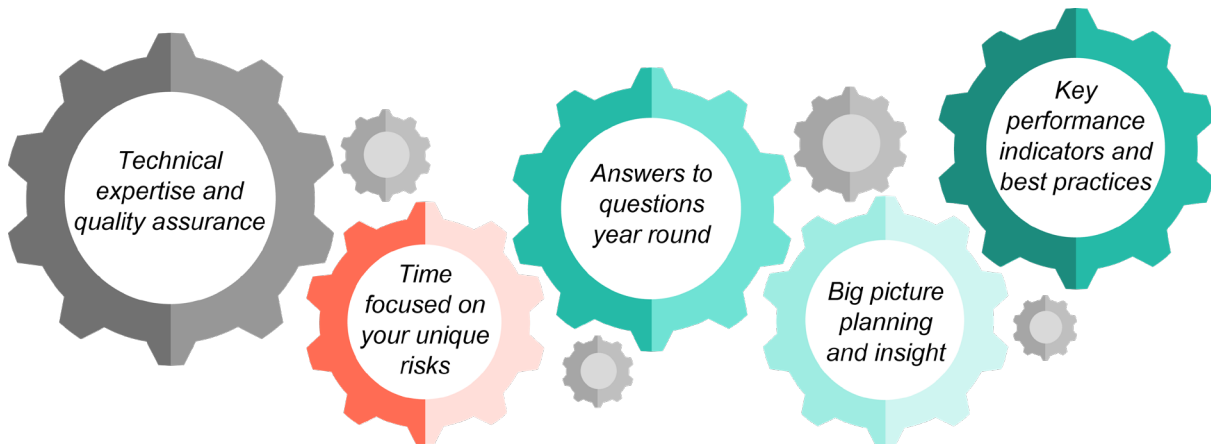 Technical
expertise and
quality assurance
Time
focused on
your unique
risks
Answers to
questions
year round
Big picture
planning
and insight
Key
performance
indicators and
best practices